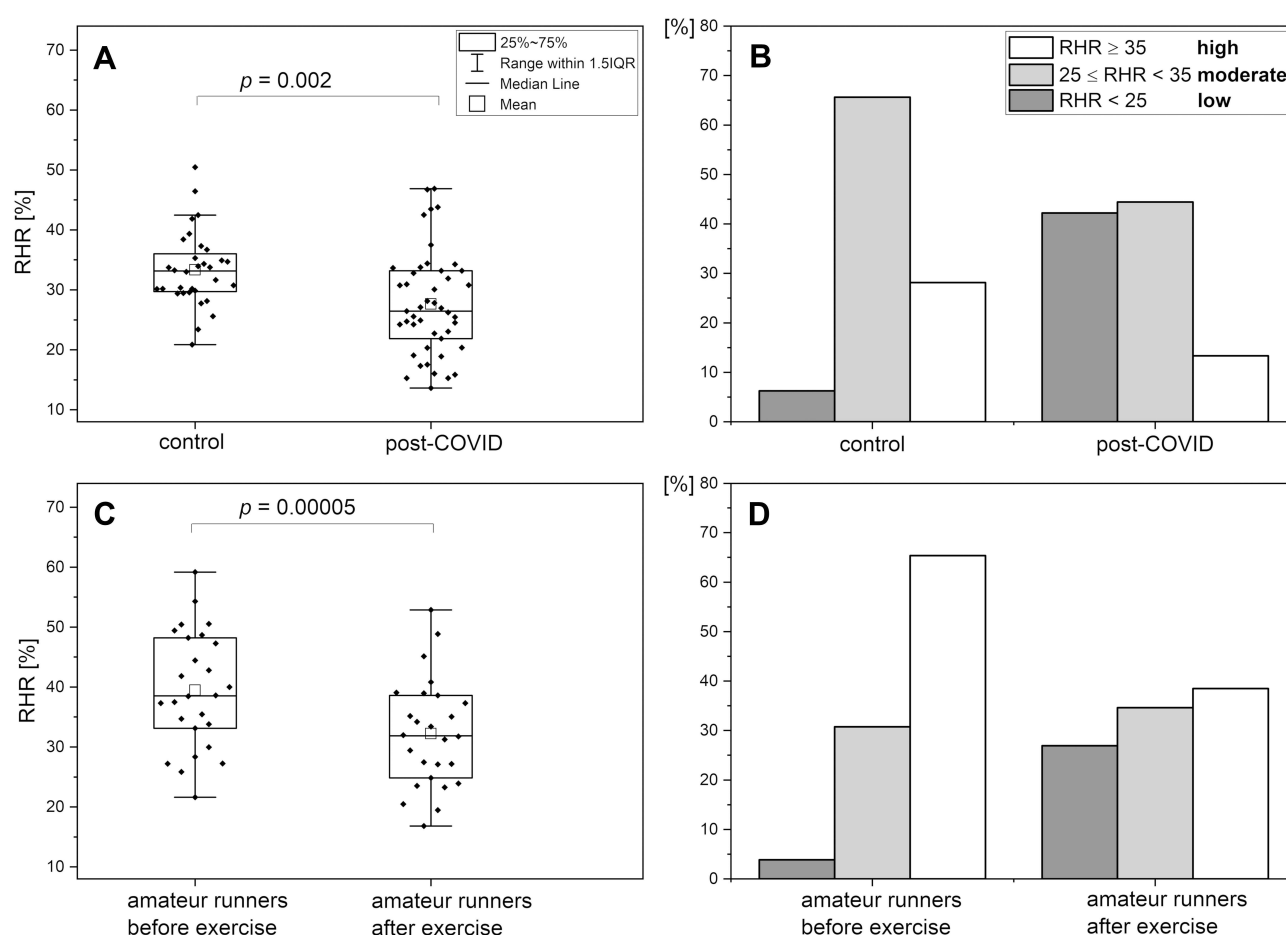 A
p = 0.002
25%~75%
Range within 1.5IQR
Median Line
Mean
RHR [%]
70
60
50
40
30
20
10
control
post-COVID
[%]
B
RHR ≥ 35 high
25 ≤ RHR < 35 moderate
RHR < 25 low
80
70
60
50
40
30
20
10
0
control
post-COVID
C
p = 0.00005
RHR [%]
70
60
50
40
30
20
10
amateur runners
before exercise
amateur runners
after exercise
[%]
D
80
70
60
50
40
30
20
10
0
amateur runners
before exercise
amateur runners
after exercise